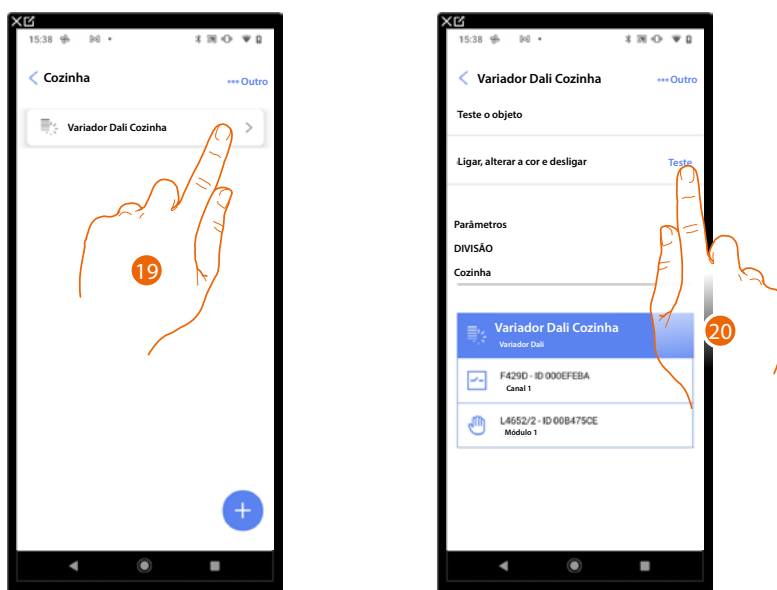 15:38
Cozinha
Outro
Variador Dali Cozinha
19
15:38
Variador Dali Cozinha
Outro
Teste o objeto
Ligar, alterar a cor e desligar
Teste
Parâmetros
DIVISÃO
Cozinha
Variador Dali Cozinha
Variador Dali
F429D - ID 000EFEBA
Canal 1
L4652/2 - ID 00B475CE
Módulo 1
20